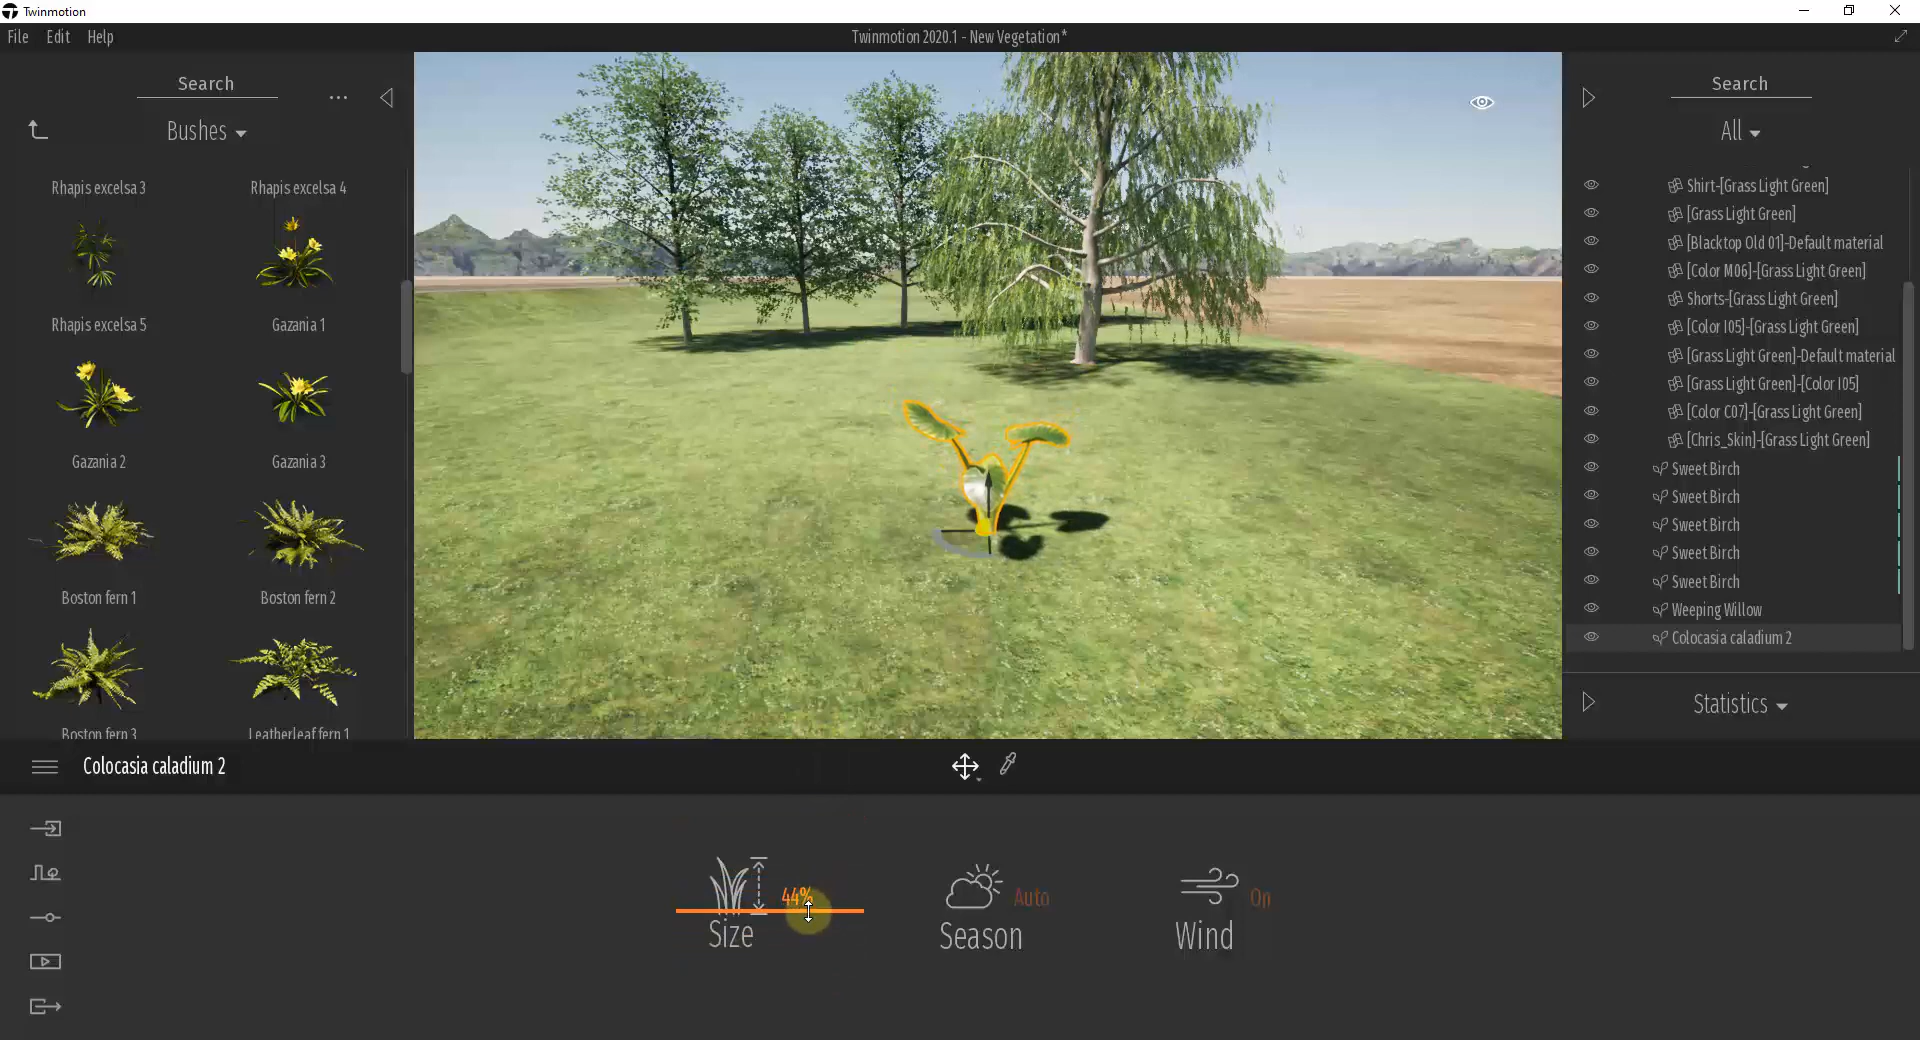 Twinmotion
File Edit Help
Twinmotion 2020.1 - New Vegetation*
Search
...
Bushes
Rhapis excelsa 3
Rhapis excelsa 4
Rhapis excelsa 5
Gazania 1
Gazania 2
Gazania 3
Boston fern 1
Boston fern 2
Boston fern 3
Leatherleaf fern 1
Search
All
Shirt-[Grass Light Green]
[Grass Light Green]
[Blacktop Old 01]-Default material
[Color M06]-[Grass Light Green]
Shorts-[Grass Light Green]
[Color I05]-[Grass Light Green]
[Grass Light Green]-Default material
[Grass Light Green]-[Color I05]
[Color C07]-[Grass Light Green]
[Chris_Skin]-[Grass Light Green]
Sweet Birch
Sweet Birch
Sweet Birch
Sweet Birch
Sweet Birch
Weeping Willow
Colocasia caladium 2
Statistics
Colocasia caladium 2
44%
Size
Auto
Season
On
Wind